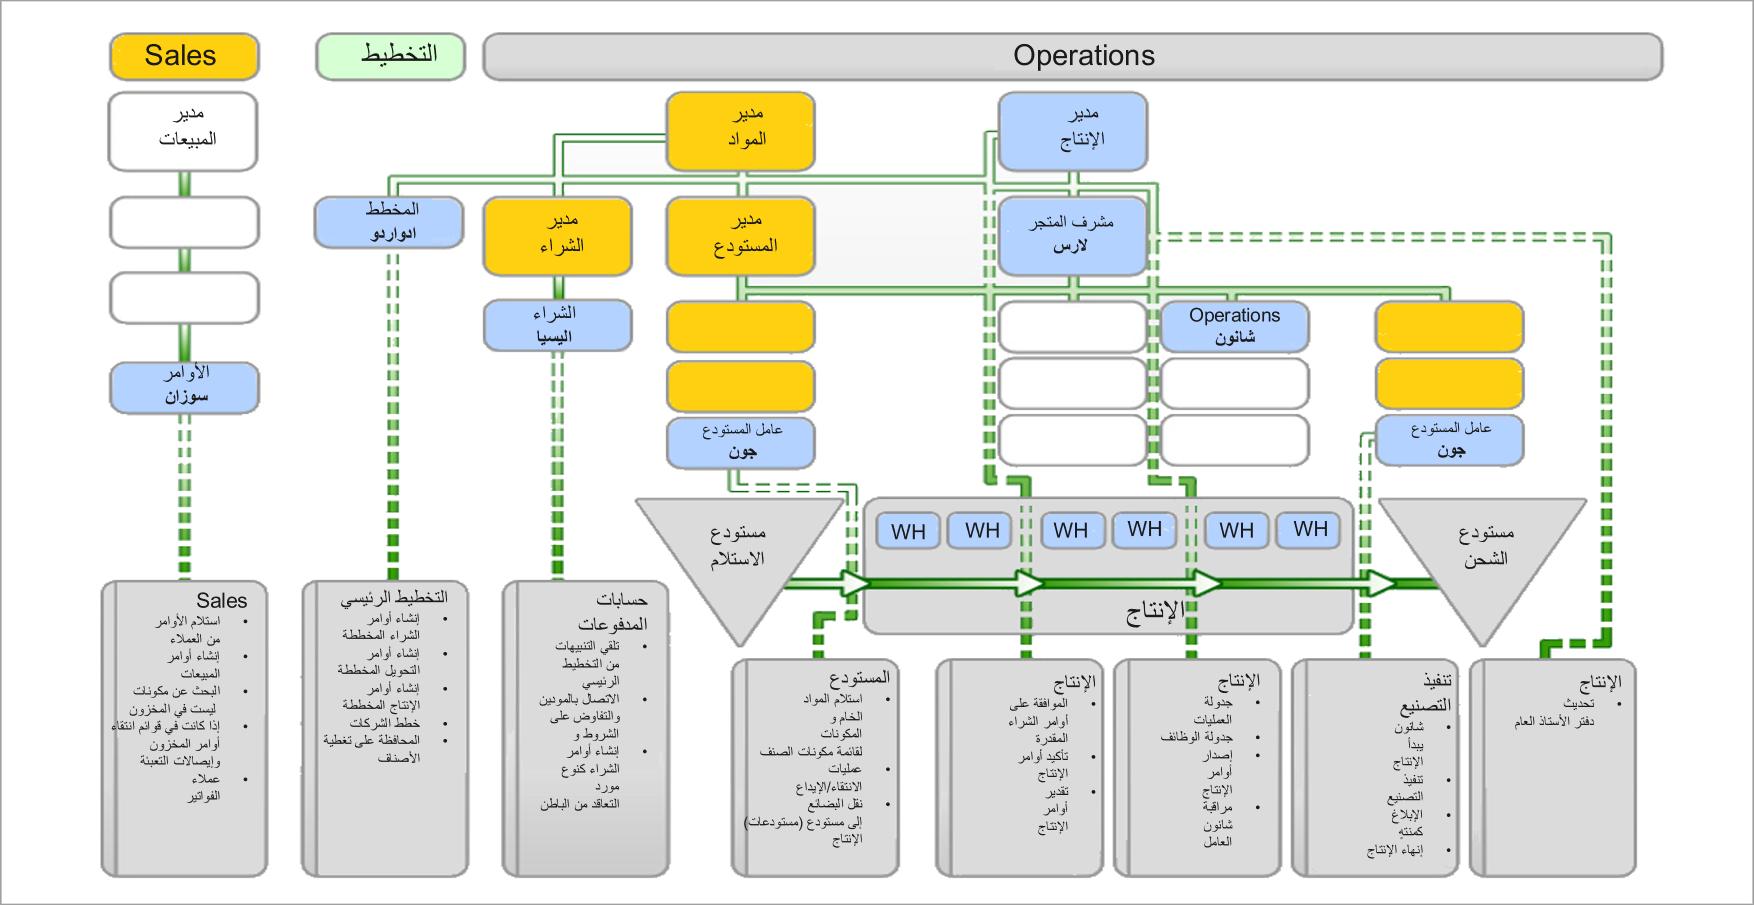 Sales
التخطيط
Operations
مدير
المبيعات
مدير
المواد
مدير
الإنتاج
المخطط
ادواردو
مدير
الشراء
مدير
المستودع
مشرف المتجر
لارس
الشراء
اليسيا
Operations
شانون
الأوامر
سوزان
عامل المستودع
جون
عامل المستودع
جون
مستودع
الاستلام
WH
WH
WH
WH
WH
WH
الإنتاج
مستودع
الشحن
Sales
• استلام الأوامر
من العملاء
• إنشاء أوامر
المبيعات
• البحث عن مكونات
ليست في المخزون
• إذا كانت في قوائم انتقاء
أوامر المخزون
وإيصالات التعبئة
• عملاء
الفواتير
التخطيط الرئيسي
• إنشاء أوامر
الشراء المخططة
• إنشاء أوامر
التحويل المخططة
• إنشاء أوامر
الإنتاج المخططة
• خطط الشركات
• المحافظة على تغطية
الأصناف
حسابات
المدفوعات
• تلقي التنبيهات
من التخطيط
الرئيسي
• الاتصال بالمودين
والتفاوض على
الشروط و
• إنشاء أوامر
الشراء كنوع
مورد
التعاقد من الباطن
المستودع
• استلام المواد
الخام و
المكونات
لقائمة مكونات الصنف
• عمليات
الانتقاء/الإيداع
• نقل البضائع
إلى مستودع (مستودعات)
الإنتاج
الإنتاج
• الموافقة على
أوامر الشراء
المقدرة
• تأكيد أوامر
الإنتاج
• تقدير
أوامر
الإنتاج
الإنتاج
• جدولة
العمليات
• جدولة الوظائف
• إصدار
أوامر
الإنتاج
• مراقبة
شانون
العامل
تنفيذ
التصنيع
• شانون
يبدأ
الإنتاج
• تنفيذ
التصنيع
• الإبلاغ
كمنتهٍ
• إنهاء الإنتاج
الإنتاج
• تحديث
دفتر الأستاذ العام